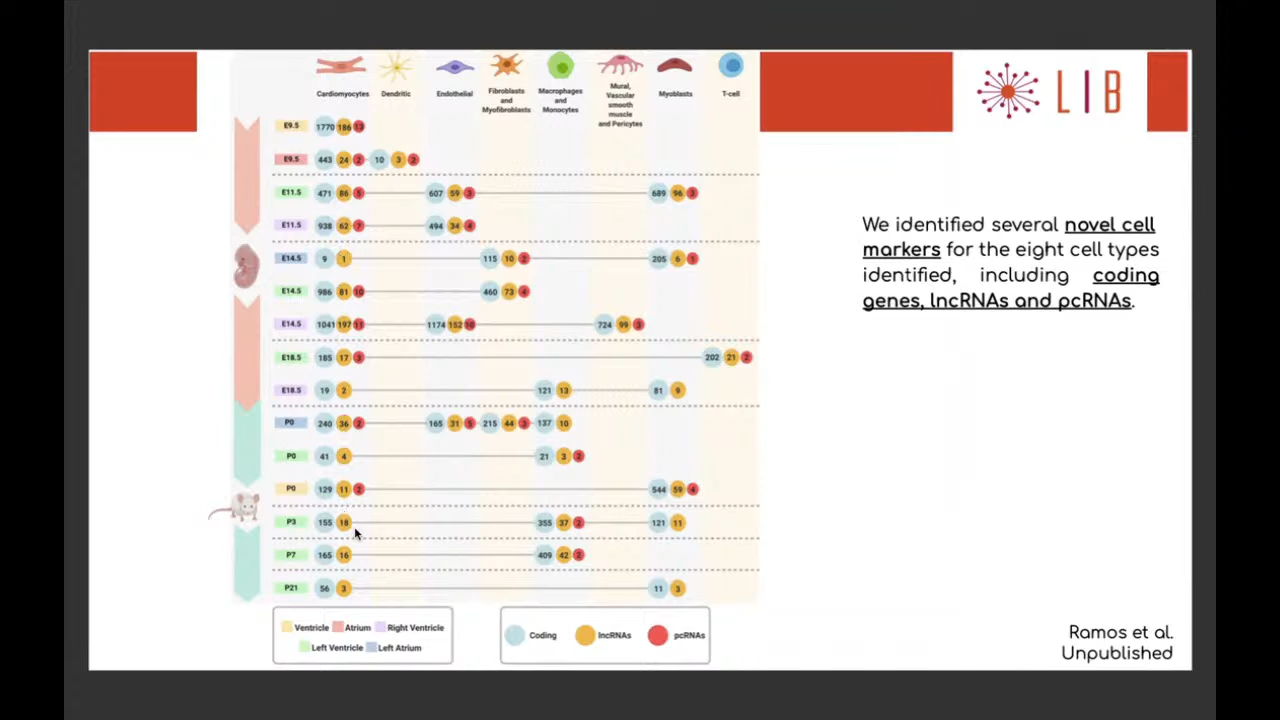 Cardiomyocytes Dendritic Endothelial Fibroblasts and Myofibroblasts Macrophages and Monocytes Mural, Vascular smooth muscle and Pericytes Myoblasts T-cell
LIB
E9.5 1770 186 13
E9.5 443 24 2 10 3 2
E11.5 471 86 5 607 59 3 689 96 3
E11.5 938 62 7 494 34 4
E14.5 9 1 115 10 2 205 6 1
E14.5 986 81 10 460 73 4
E14.5 1041 197 11 1174 152 10 724 99 3
E18.5 185 17 3 202 21 2
E18.5 19 2 121 13 81 9
P0 240 36 2 165 31 5 215 44 3 137 10
P0 41 4 21 3 2
P0 129 11 2 544 59 4
P3 155 18 355 37 2 121 11
P7 165 16 409 42 2
P21 56 3 11 3
Ventricle Atrium Right Ventricle
Left Ventricle Left Atrium
Coding lncRNAs pcRNAs
We identified several novel cell
markers for the eight cell types
identified, including coding
genes, lncRNAs and pcRNAs.
Ramos et al.
Unpublished